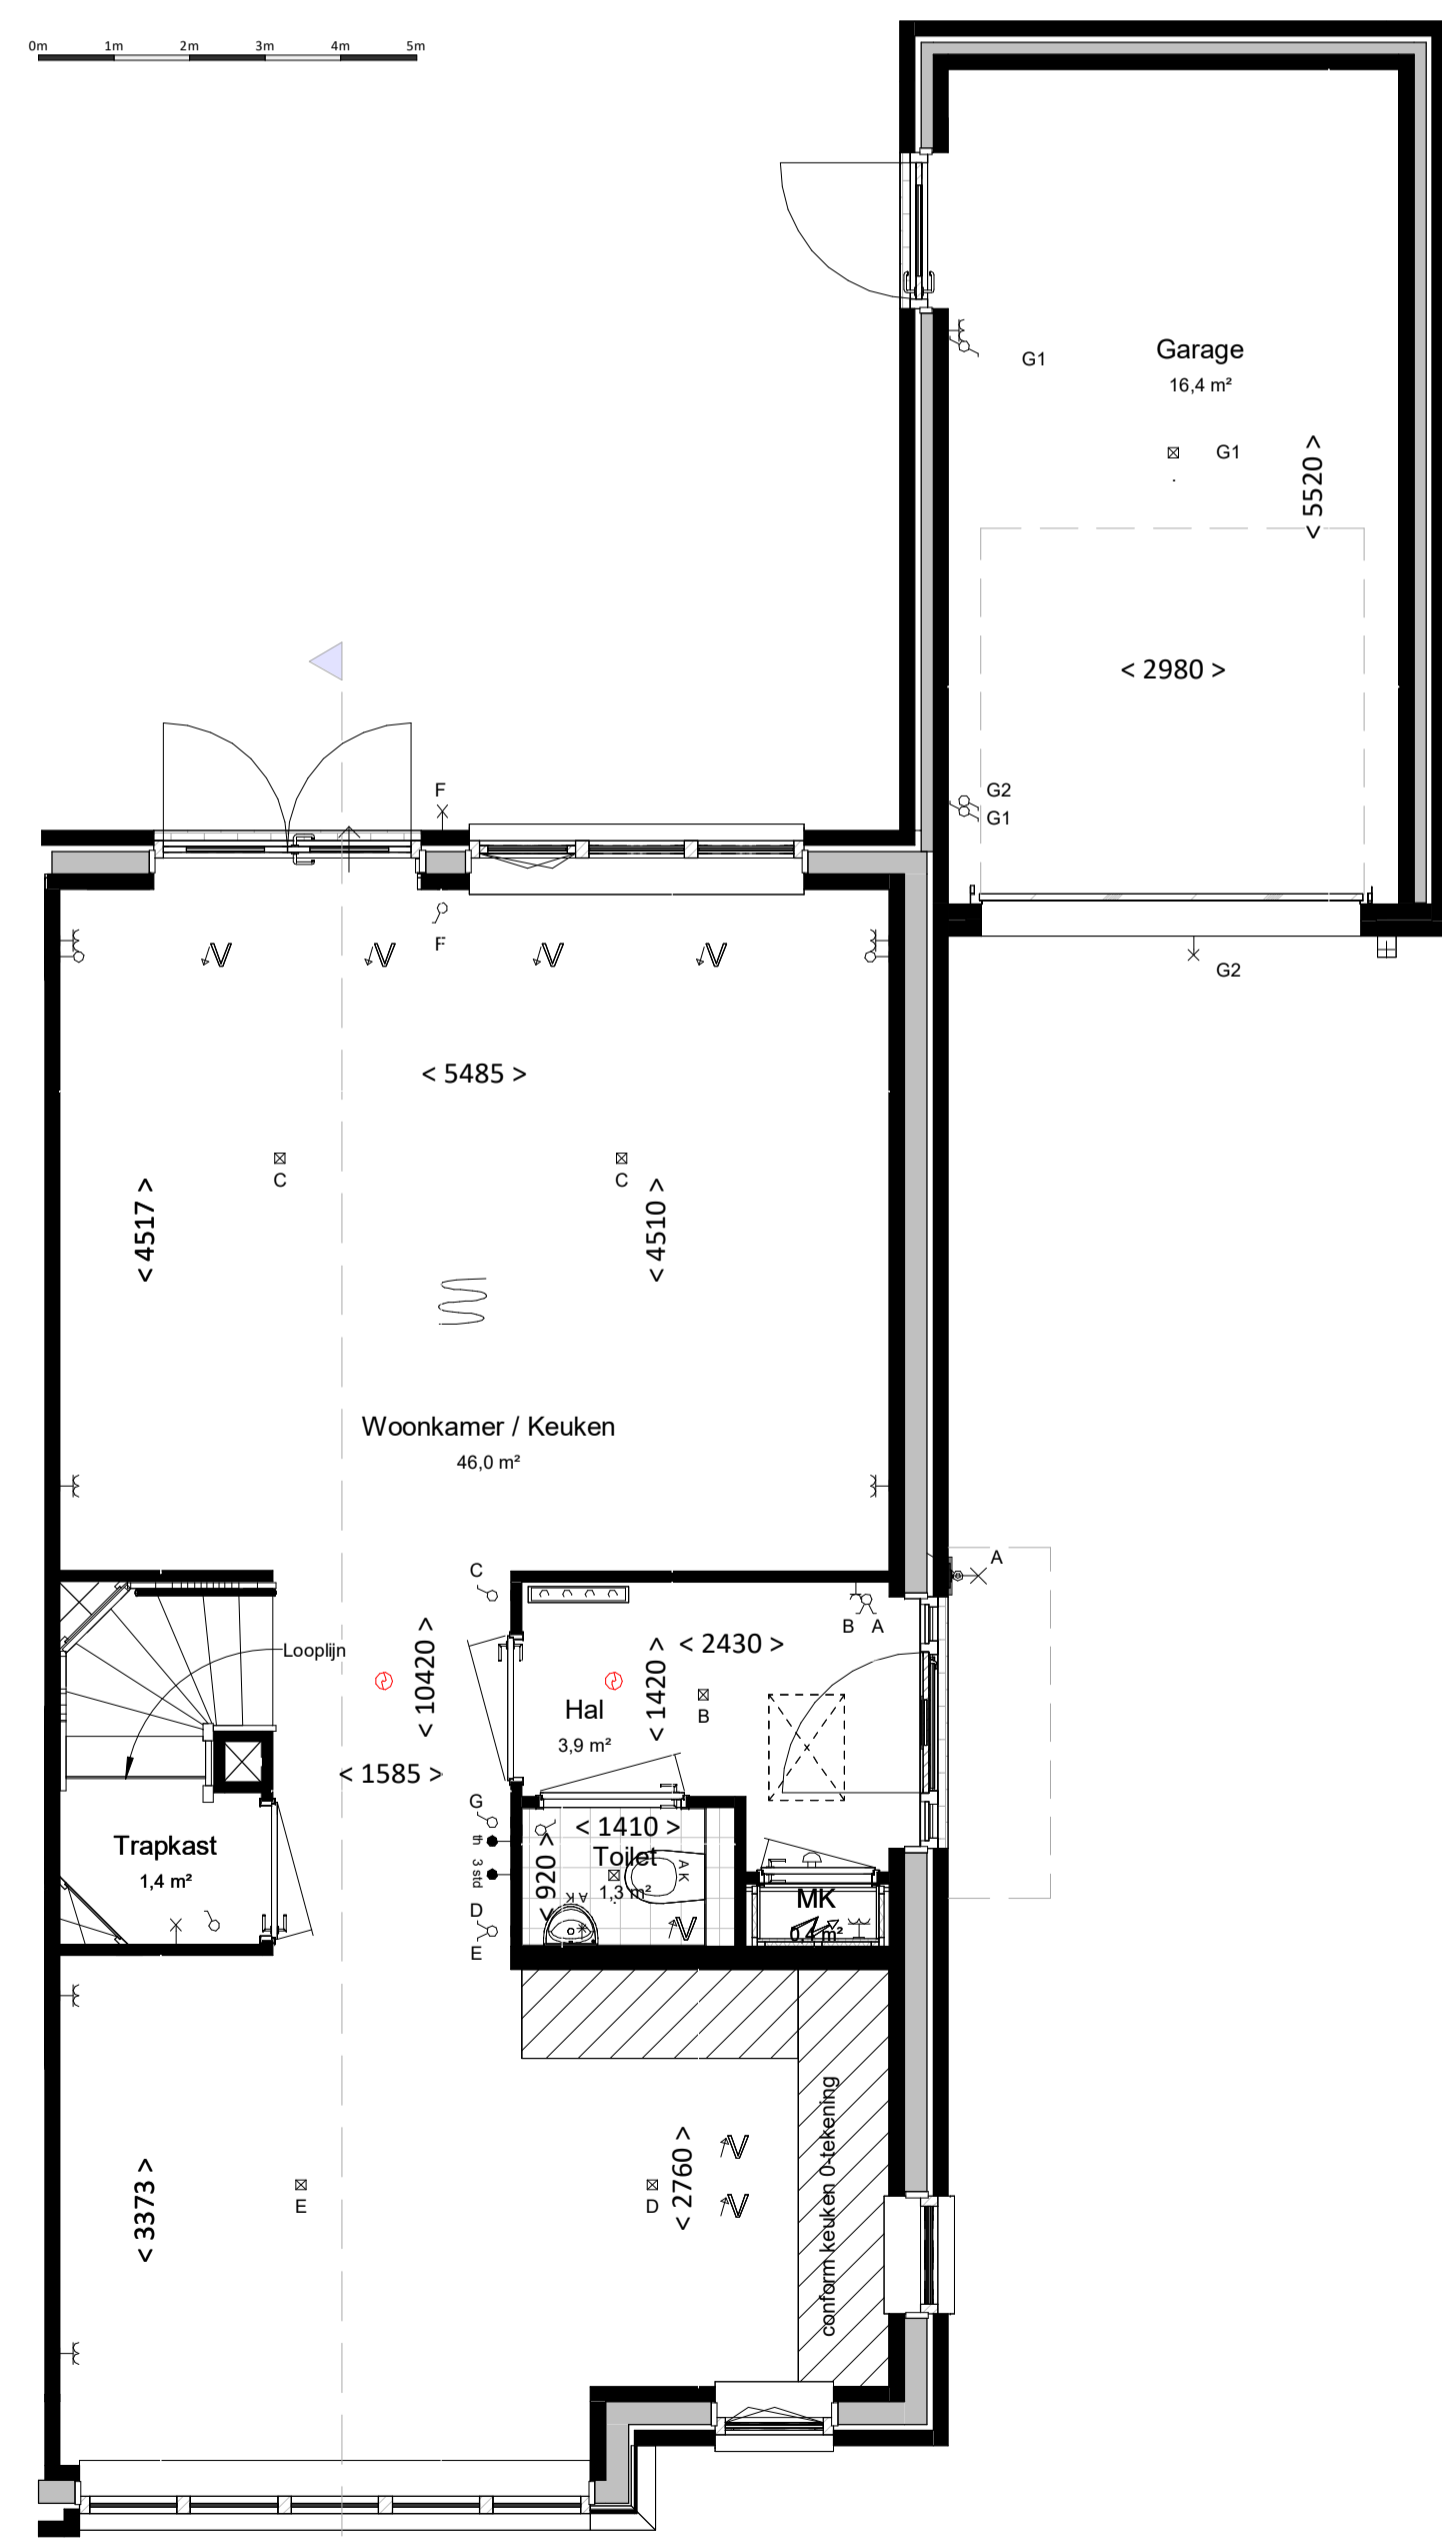 0m 1m 2m 3m 4m 5m
Garage
16,4 m²
G1
G1
< 5520 >
< 2980 >
G2
G1
G2
F
F
< 5485 >
C
C
< 4517 >
< 4510 >
Woonkamer / Keuken
46,0 m²
C
A
B A
Looplijn
< 10420 >
< 1420 >
< 2430 >
Hal
3,9 m²
B
< 1585 >
G
th
3 std
D
E
< 1410 >
Toilet
1,3 m²
< 920 >
A K
A K
Trapkast
1,4 m²
MK
0,4 m²
< 3373 >
E
D
< 2760 >
conform keuken 0-tekening